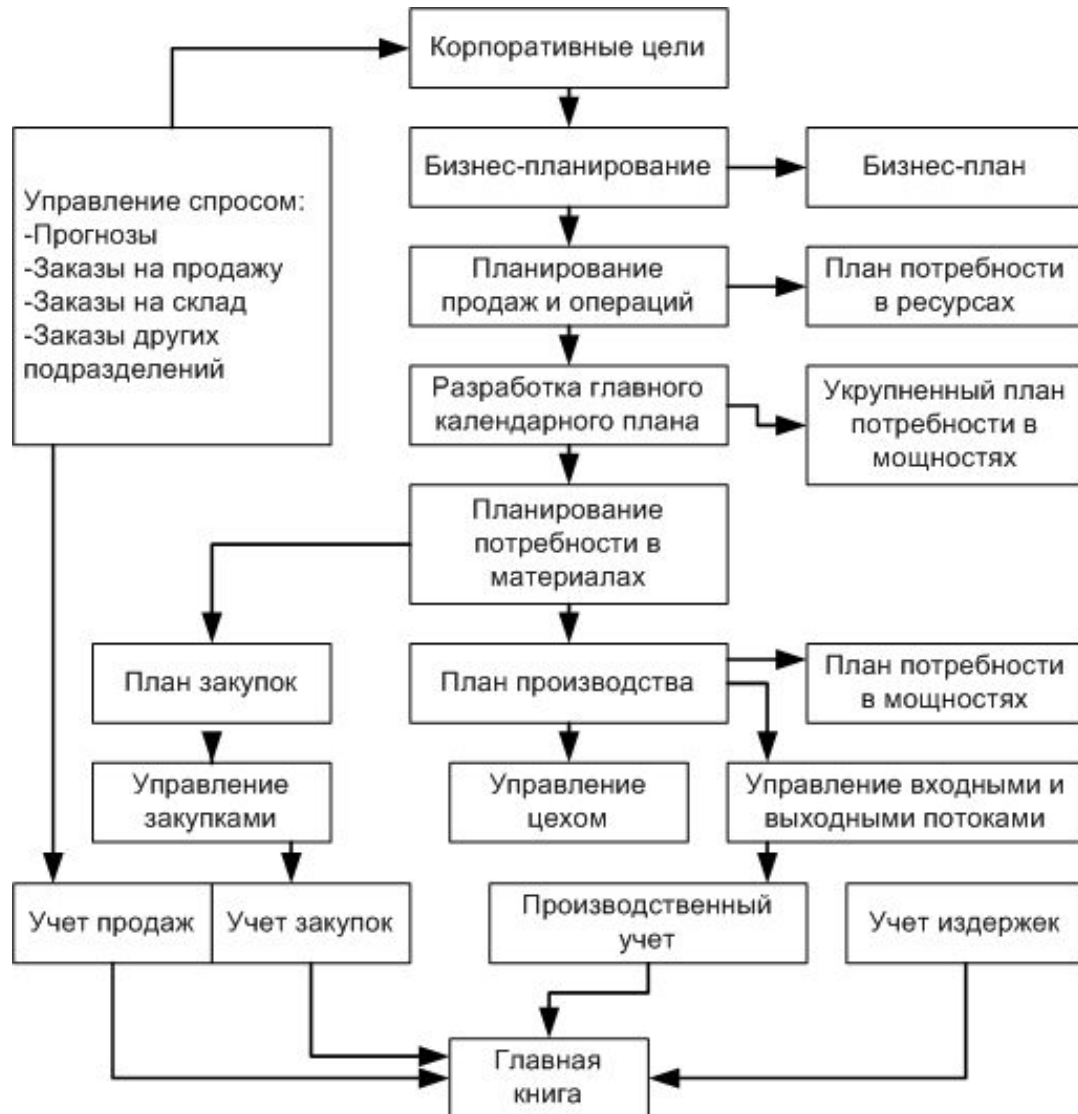 Корпоративные цели
Управление спросом:
-Прогнозы
-Заказы на продажу
-Заказы на склад
-Заказы других
подразделений
Бизнес-планирование
Бизнес-план
Планирование
продаж и операций
План потребности
в ресурсах
Разработка главного
календарного плана
Укрупненный план
потребности в
мощностях
Планирование
потребности в
материалах
План закупок
План производства
План потребности
в мощностях
Управление
закупками
Управление
цехом
Управление входными и
выходными потоками
Учет продаж
Учет закупок
Производственный
учет
Учет издержек
Главная
книга